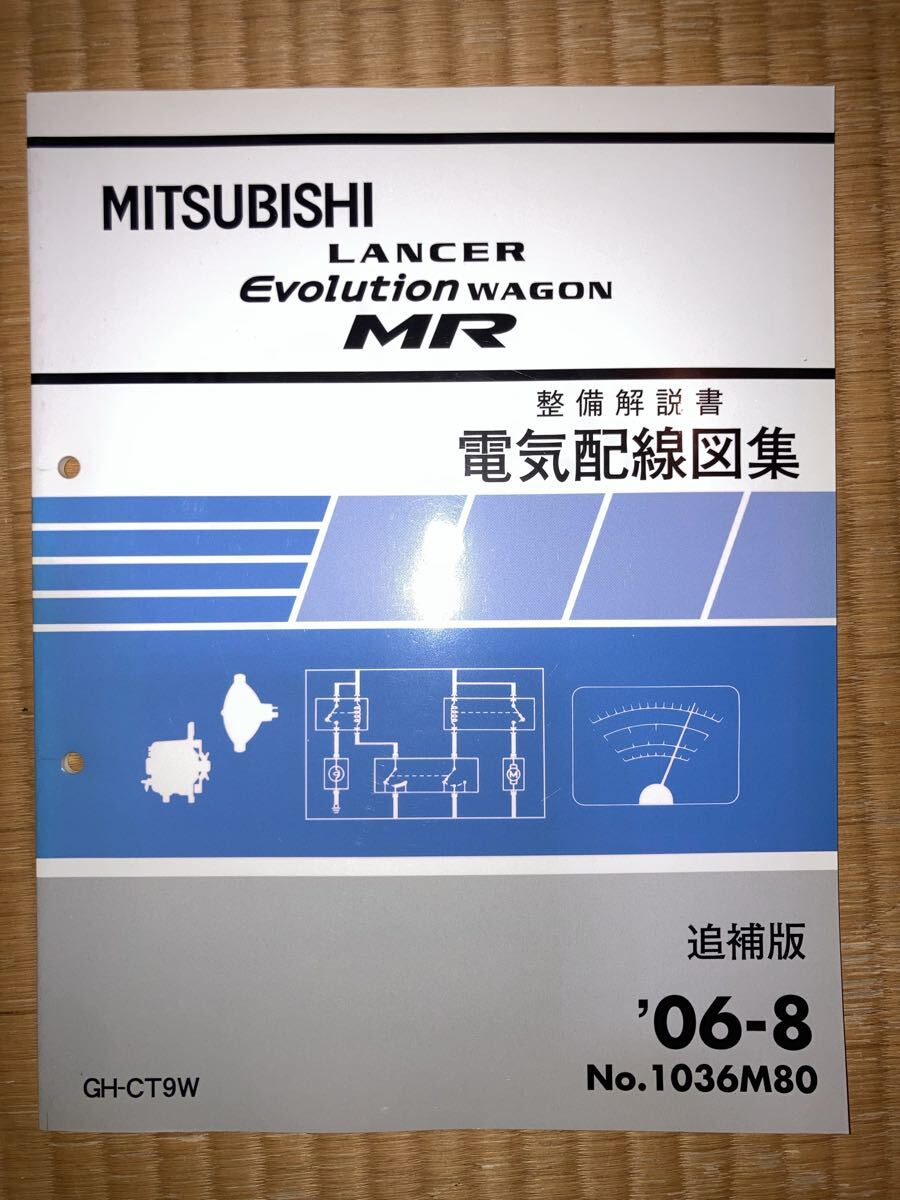 MITSUBISHI
LANCER
Evolution WAGON
MR
整備解説書
電気配線図集
G
M
追補版
'06-8
No.1036M80
GH-CT9W